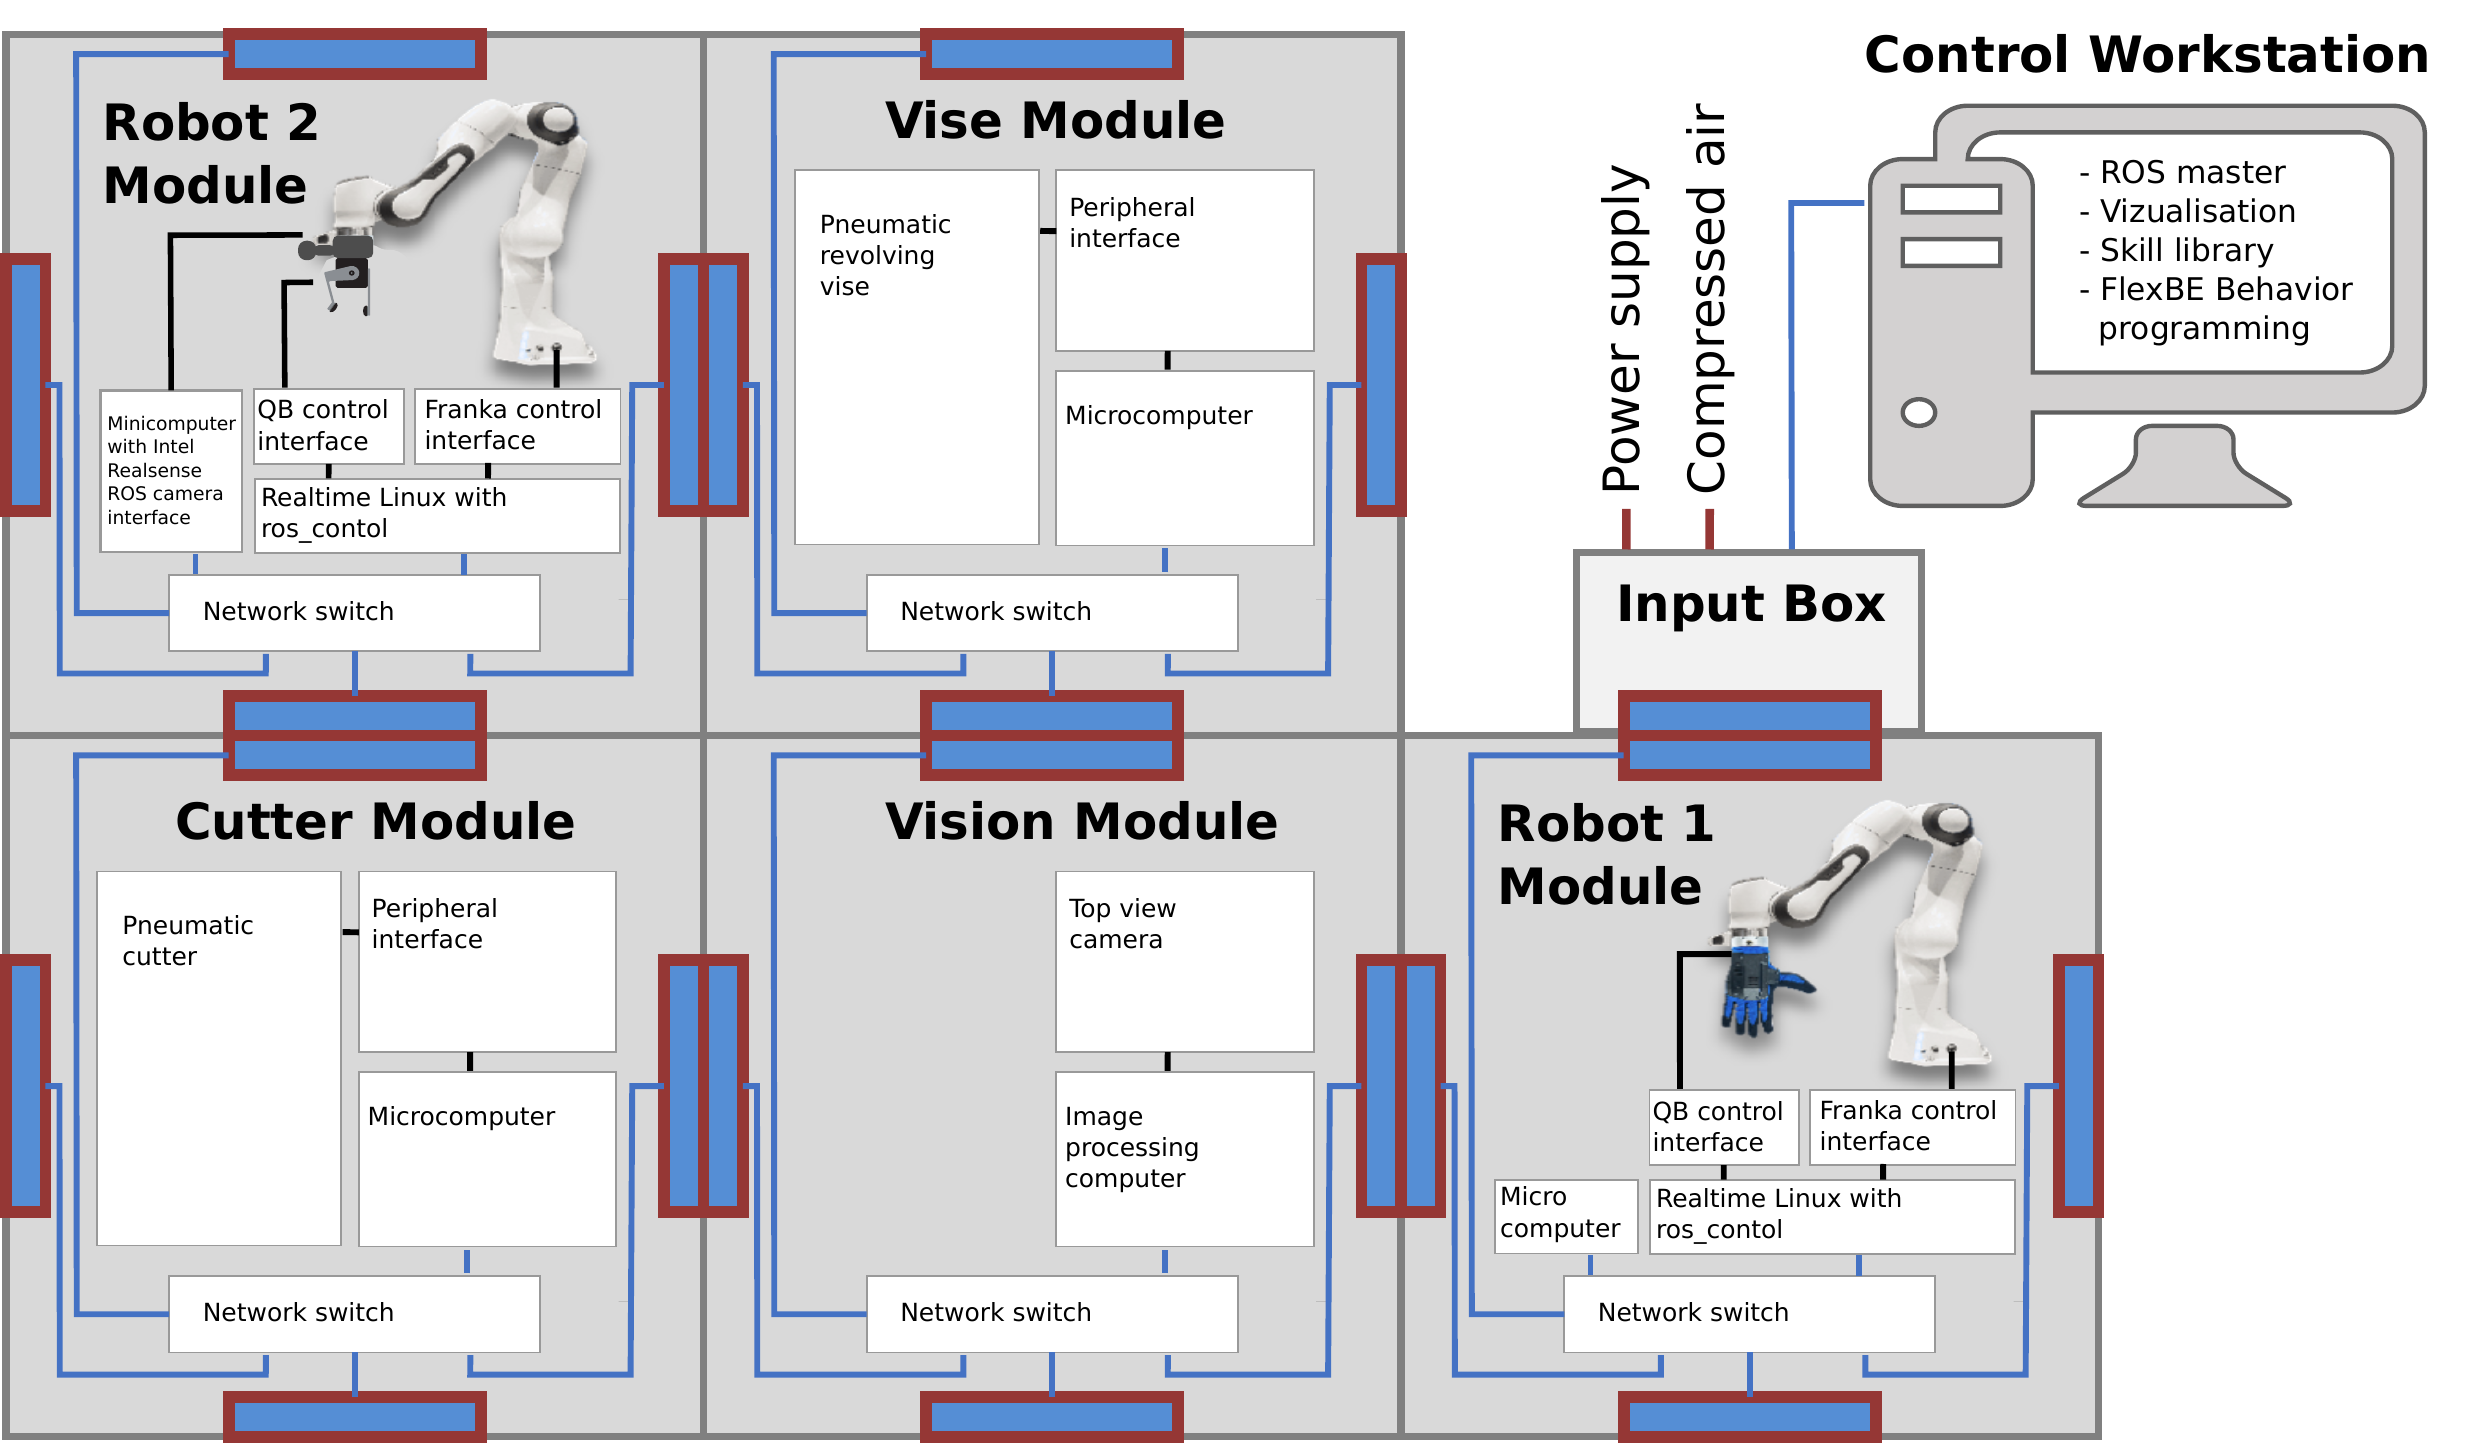 Robot 2
Module
Minicomputer
with Intel
Realsense
ROS camera
interface
QB control
interface
Franka control
interface
Realtime Linux with
ros_contol
Network switch
Vise Module
Pneumatic
revolving
vise
Peripheral
interface
Microcomputer
Network switch
Power supply
Compressed air
Control Workstation
- ROS master
- Vizualisation
- Skill library
- FlexBE Behavior
programming
Input Box
Cutter Module
Pneumatic
cutter
Peripheral
interface
Microcomputer
Network switch
Vision Module
Top view
camera
Image
processing
computer
Network switch
Robot 1
Module
QB control
interface
Franka control
interface
Micro
computer
Realtime Linux with
ros_contol
Network switch